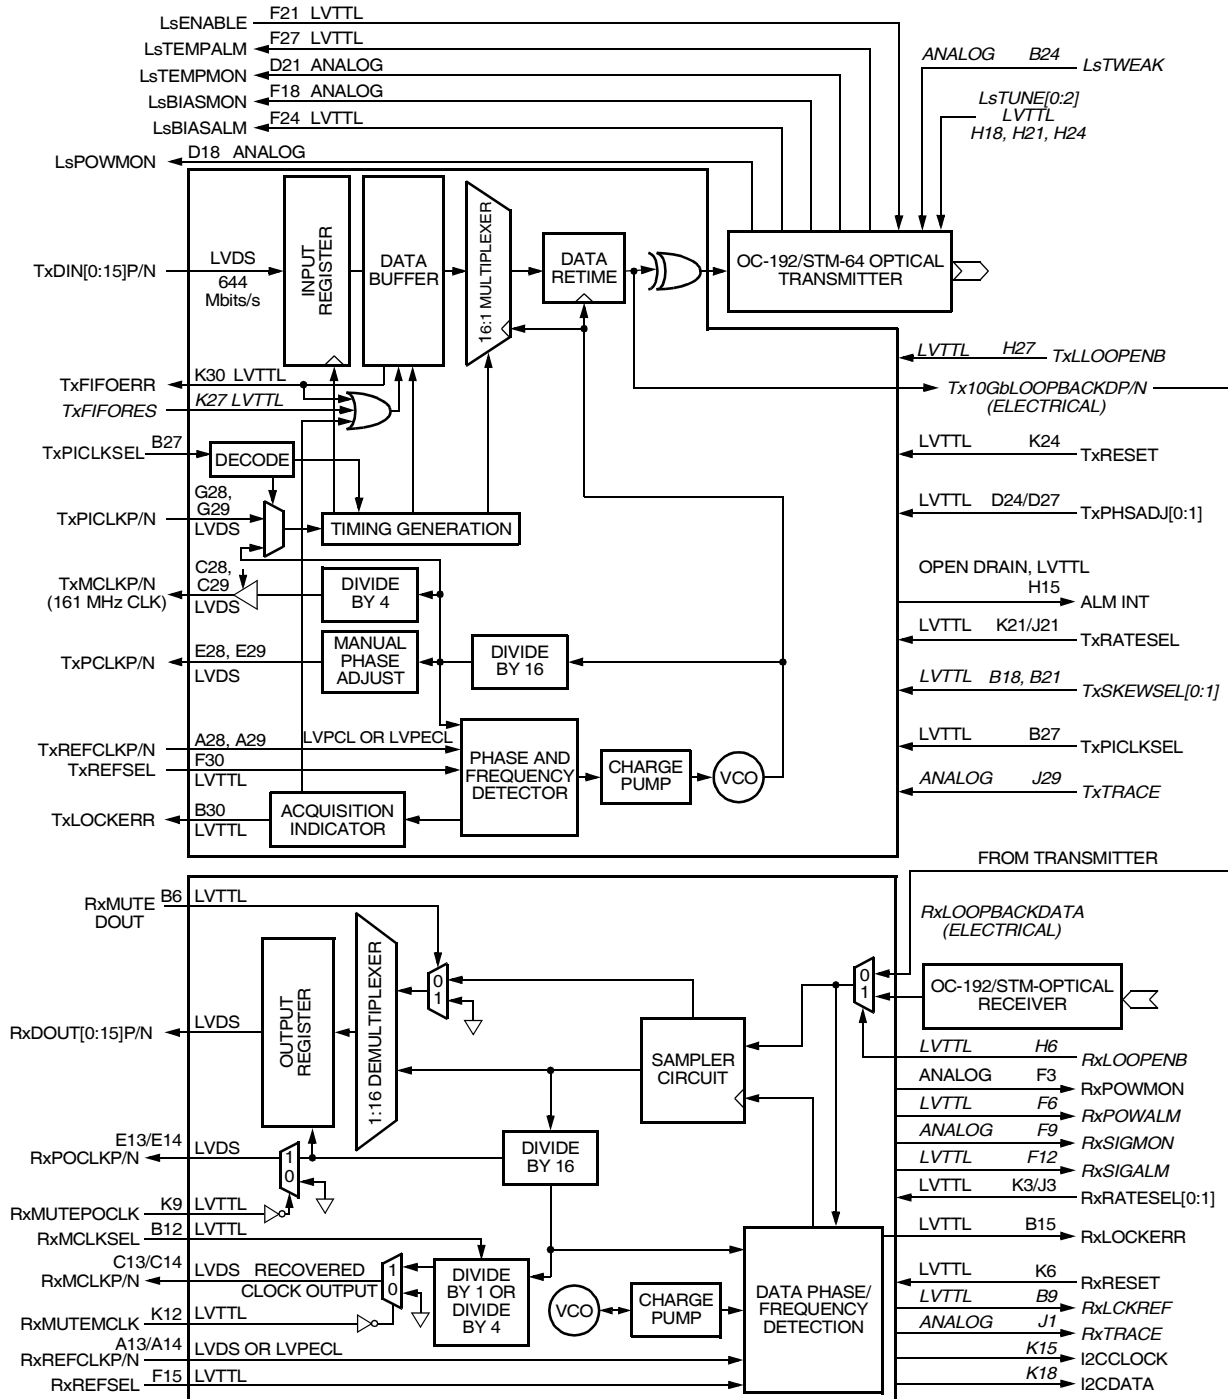 LsENABLE F21 LVTTL
LsTEMPALM F27 LVTTL
LsTEMPMON D21 ANALOG
LsBIASMON F18 ANALOG
LsBIASALM F24 LVTTL
LsPOWMON D18 ANALOG
ANALOG B24 LsTWEAK
LsTUNE[0:2]
LVTTL
H18, H21, H24
TxDIN[0:15]P/N
LVDS
644
Mbits/s
INPUT
REGISTER
DATA
BUFFER
16:1 MULTIPLEXER
DATA
RETIME
OC-192/STM-64 OPTICAL
TRANSMITTER
TxFIFOERR K30 LVTTL
TxFIFORES K27 LVTTL
TxPICLKSEL B27
DECODE
TxPICLKP/N
G28,
G29
LVDS
TIMING GENERATION
TxMCLKP/N
(161 MHz CLK)
C28,
C29
LVDS
DIVIDE
BY 4
TxPCLKP/N
E28, E29
LVDS
MANUAL
PHASE
ADJUST
DIVIDE
BY 16
TxREFCLKP/N A28, A29 LVPCL OR LVPECL
TxREFSEL F30
LVTTL
PHASE AND
FREQUENCY
DETECTOR
CHARGE
PUMP
VCO
TxLOCKERR B30
LVTTL
ACQUISITION
INDICATOR
LVTTL H27 TxLLOOPENB
Tx10GbLOOPBACKDP/N
(ELECTRICAL)
LVTTL K24 TxRESET
LVTTL D24/D27 TxPHSADJ[0:1]
OPEN DRAIN, LVTTL
H15 ALM INT
LVTTL K21/J21 TxRATESEL
LVTTL B18, B21 TxSKEWSEL[0:1]
LVTTL B27 TxPICLKSEL
ANALOG J29 TxTRACE
FROM TRANSMITTER
RxMUTE
DOUT
B6 LVTTL
RxLOOPBACKDATA
(ELECTRICAL)
0
1
OC-192/STM-OPTICAL
RECEIVER
0
1
RxDOUT[0:15]P/N LVDS
OUTPUT
REGISTER
1:16 DEMULTIPLEXER
SAMPLER
CIRCUIT
E13/E14
RxPOCLKP/N LVDS
1
0
DIVIDE
BY 16
RxMUTEPOCLK K9 LVTTL
RxMCLKSEL B12 LVTTL
C13/C14
RxMCLKP/N LVDS RECOVERED
CLOCK OUTPUT
1
0
DIVIDE
BY 1 OR
DIVIDE
BY 4
RxMUTEMCLK K12 LVTTL
A13/A14
RxREFCLKP/N LVDS OR LVPECL
RxREFSEL F15 LVTTL
VCO
CHARGE
PUMP
DATA PHASE/
FREQUENCY
DETECTION
LVTTL H6 RxLOOPENB
ANALOG F3 RxPOWMON
LVTTL F6 RxPOWALM
ANALOG F9 RxSIGMON
LVTTL F12 RxSIGALM
LVTTL K3/J3 RxRATESEL[0:1]
LVTTL B15 RxLOCKERR
LVTTL K6 RxRESET
LVTTL B9 RxLCKREF
ANALOG J1 RxTRACE
K15 I2CCLOCK
K18 I2CDATA